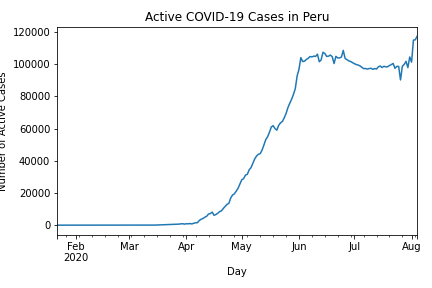 Active COVID-19 Cases in Peru
120000
100000
80000
60000
40000
20000
0
Number of Active Cases
Feb Mar Apr May Jun Jul Aug
2020
Day